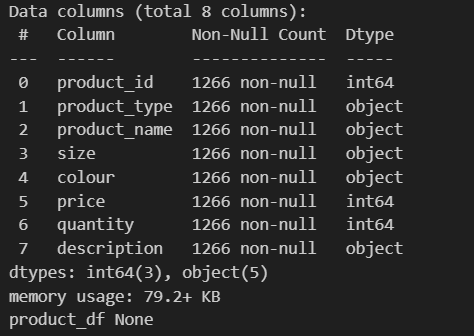 Data columns (total 8 columns):
 #   Column        Non-Null Count  Dtype
---  ------        --------------  -----
 0   product_id    1266 non-null   int64
 1   product_type  1266 non-null   object
 2   product_name  1266 non-null   object
 3   size          1266 non-null   object
 4   colour        1266 non-null   object
 5   price         1266 non-null   int64
 6   quantity      1266 non-null   int64
 7   description   1266 non-null   object
dtypes: int64(3), object(5)
memory usage: 79.2+ KB
product_df None